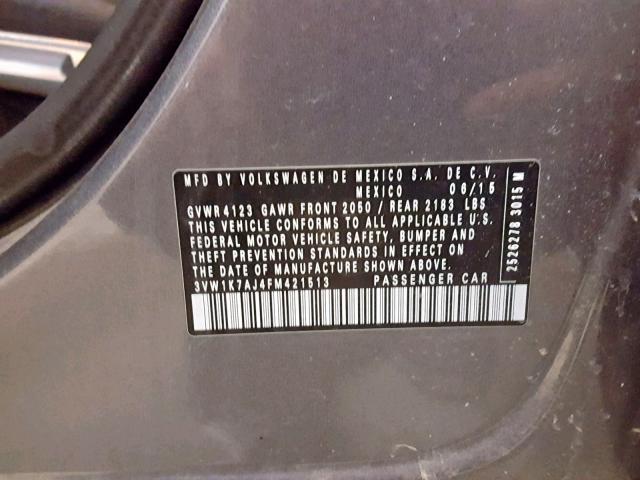 MFD BY VOLKSWAGEN DE MEXICO S.A. DE C.V.
MEXICO 06/15
GVWR 4123 GAWR FRONT 2050 / REAR 2183 LBS
THIS VEHICLE CONFORMS TO ALL APPLICABLE U.S.
FEDERAL MOTOR VEHICLE SAFETY, BUMPER AND
THEFT PREVENTION STANDARDS IN EFFECT ON
THE DATE OF MANUFACTURE SHOWN ABOVE.
3VW1K7AJ4FM421513 PASSENGER CAR
2526278 3015 M